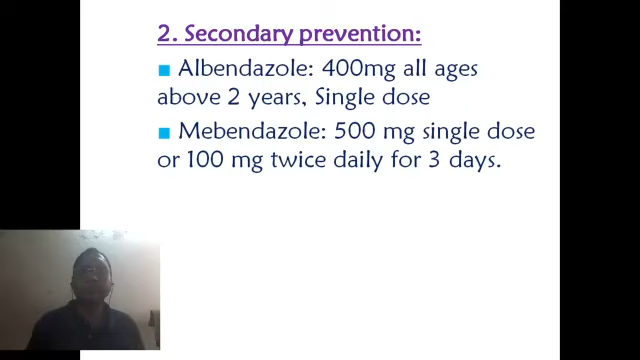 2. Secondary prevention:
■ Albendazole: 400mg all ages
above 2 years, Single dose
■ Mebendazole: 500 mg single dose
or 100 mg twice daily for 3 days.